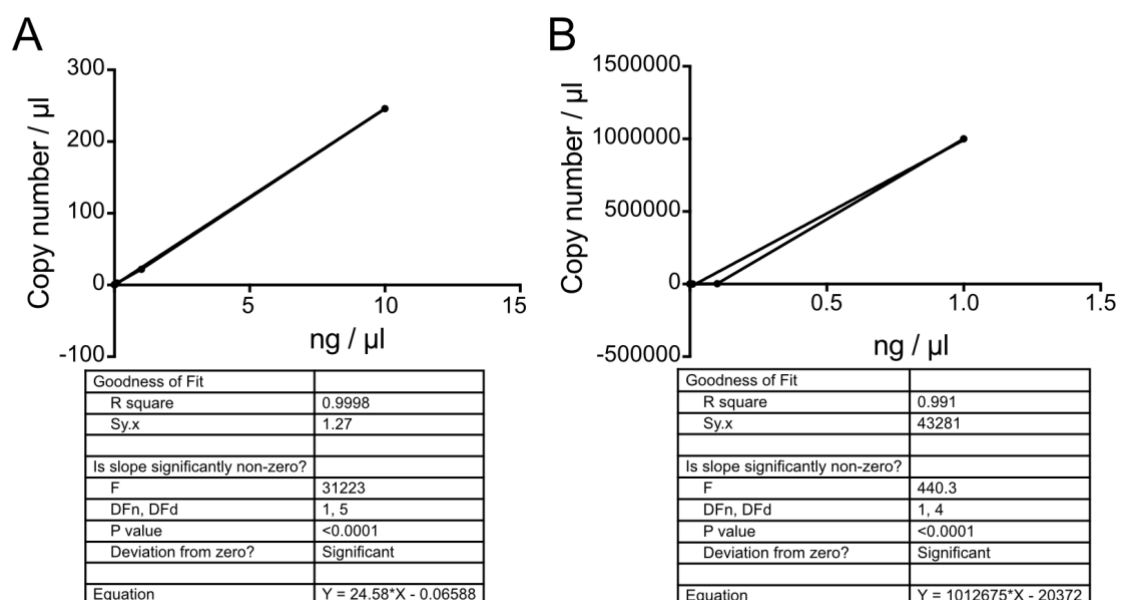 A
300
200
100
0
-100
Copy number / µl
5
10
15
ng / µl
Goodness of Fit
R square 0.9998
Sy.x 1.27
Is slope significantly non-zero?
F 31223
DFn, DFd 1, 5
P value <0.0001
Deviation from zero? Significant
Equation Y = 24.58*X - 0.06588
B
1500000
1000000
500000
0
-500000
Copy number / µl
0.5
1.0
1.5
ng / µl
Goodness of Fit
R square 0.991
Sy.x 43281
Is slope significantly non-zero?
F 440.3
DFn, DFd 1, 4
P value <0.0001
Deviation from zero? Significant
Equation Y = 1012675*X - 20372